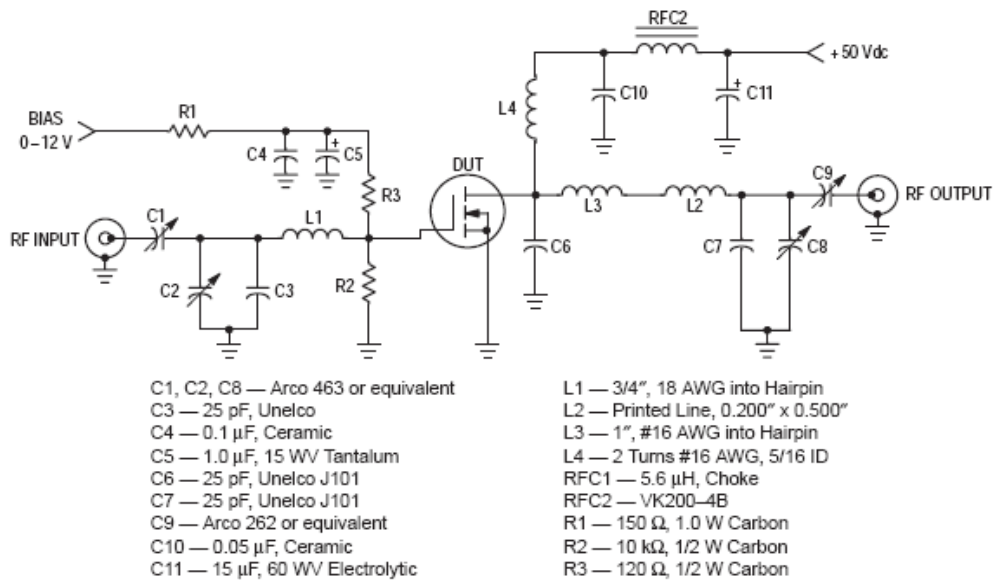 RFC2
+ 50 Vdc
C10
+
C11
L4
BIAS
0–12 V
R1
C4
+
C5
R3
DUT
C9
RF OUTPUT
L3
L2
C1
L1
RF INPUT
C6
C7
C8
C2
C3
R2
C1, C2, C8 — Arco 463 or equivalent
C3 — 25 pF, Unelco
C4 — 0.1 μF, Ceramic
C5 — 1.0 μF, 15 WV Tantalum
C6 — 25 pF, Unelco J101
C7 — 25 pF, Unelco J101
C9 — Arco 262 or equivalent
C10 — 0.05 μF, Ceramic
C11 — 15 μF, 60 WV Electrolytic
L1 — 3/4″, 18 AWG into Hairpin
L2 — Printed Line, 0.200″ x 0.500″
L3 — 1″, #16 AWG into Hairpin
L4 — 2 Turns #16 AWG, 5/16 ID
RFC1 — 5.6 μH, Choke
RFC2 — VK200–4B
R1 — 150 Ω, 1.0 W Carbon
R2 — 10 kΩ, 1/2 W Carbon
R3 — 120 Ω, 1/2 W Carbon